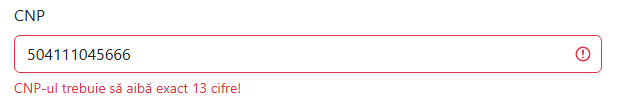 CNP
504111045666
CNP-ul trebuie să aibă exact 13 cifre!